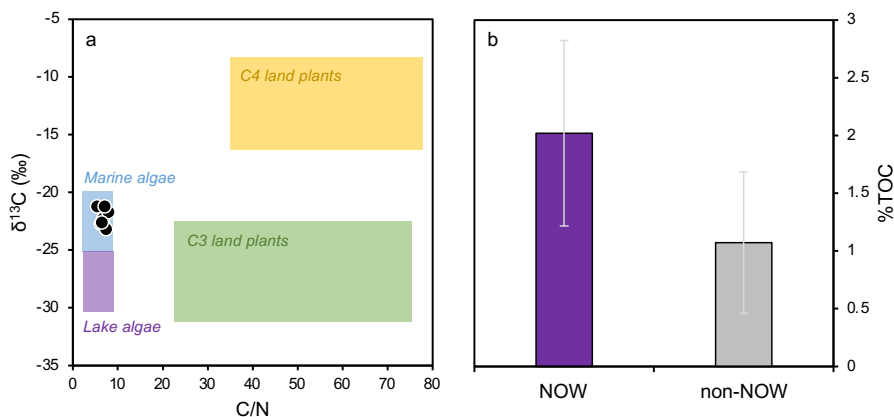 a
-5
-10
-15
-20
-25
-30
-35
δ¹³C (‰)
C4 land plants
Marine algae
C3 land plants
Lake algae
0 10 20 30 40 50 60 70 80
C/N
b
3
2.5
2
1.5
1
0.5
0
%TOC
NOW non-NOW